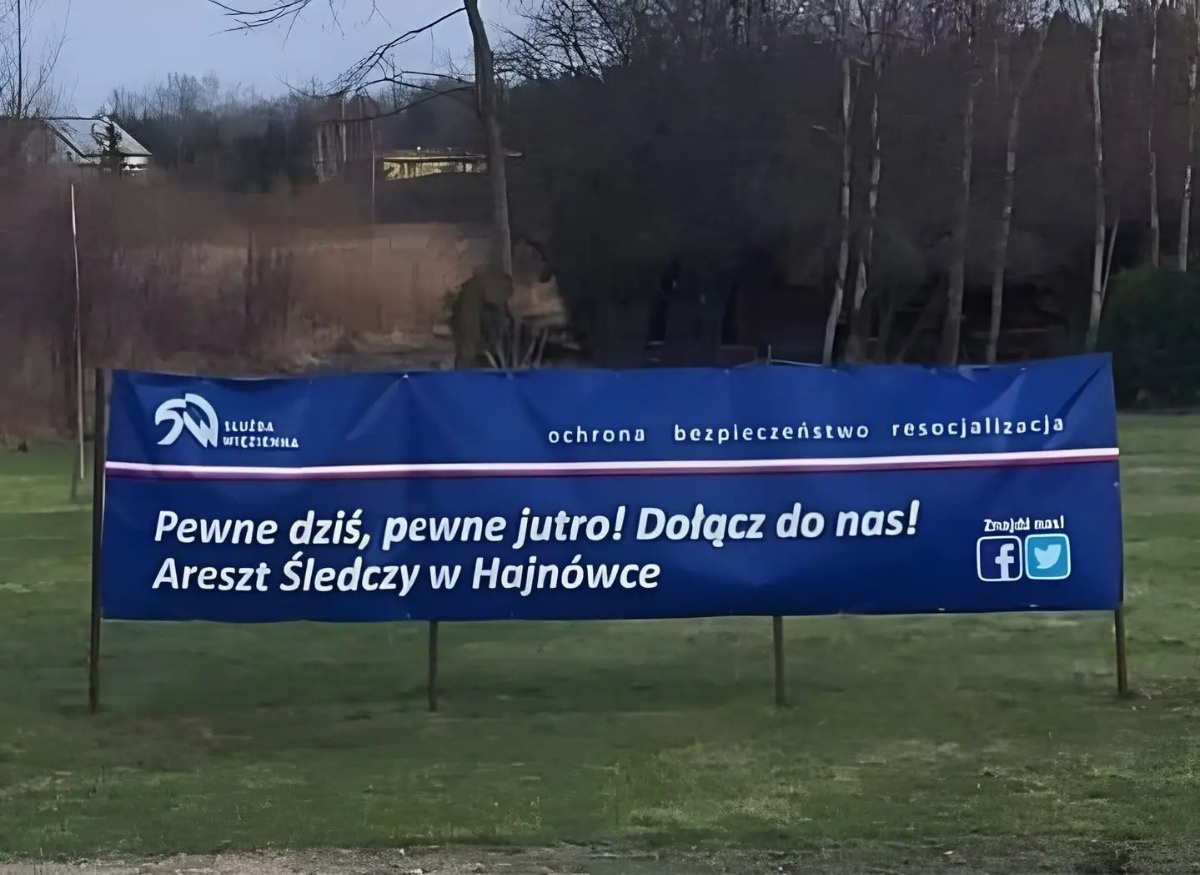 SŁUŻBA
WIĘZIENNA
ochrona bezpieczeństwo resocjalizacja
Pewne dziś, pewne jutro! Dołącz do nas!
Areszt Śledczy w Hajnówce
Znajdź nas!